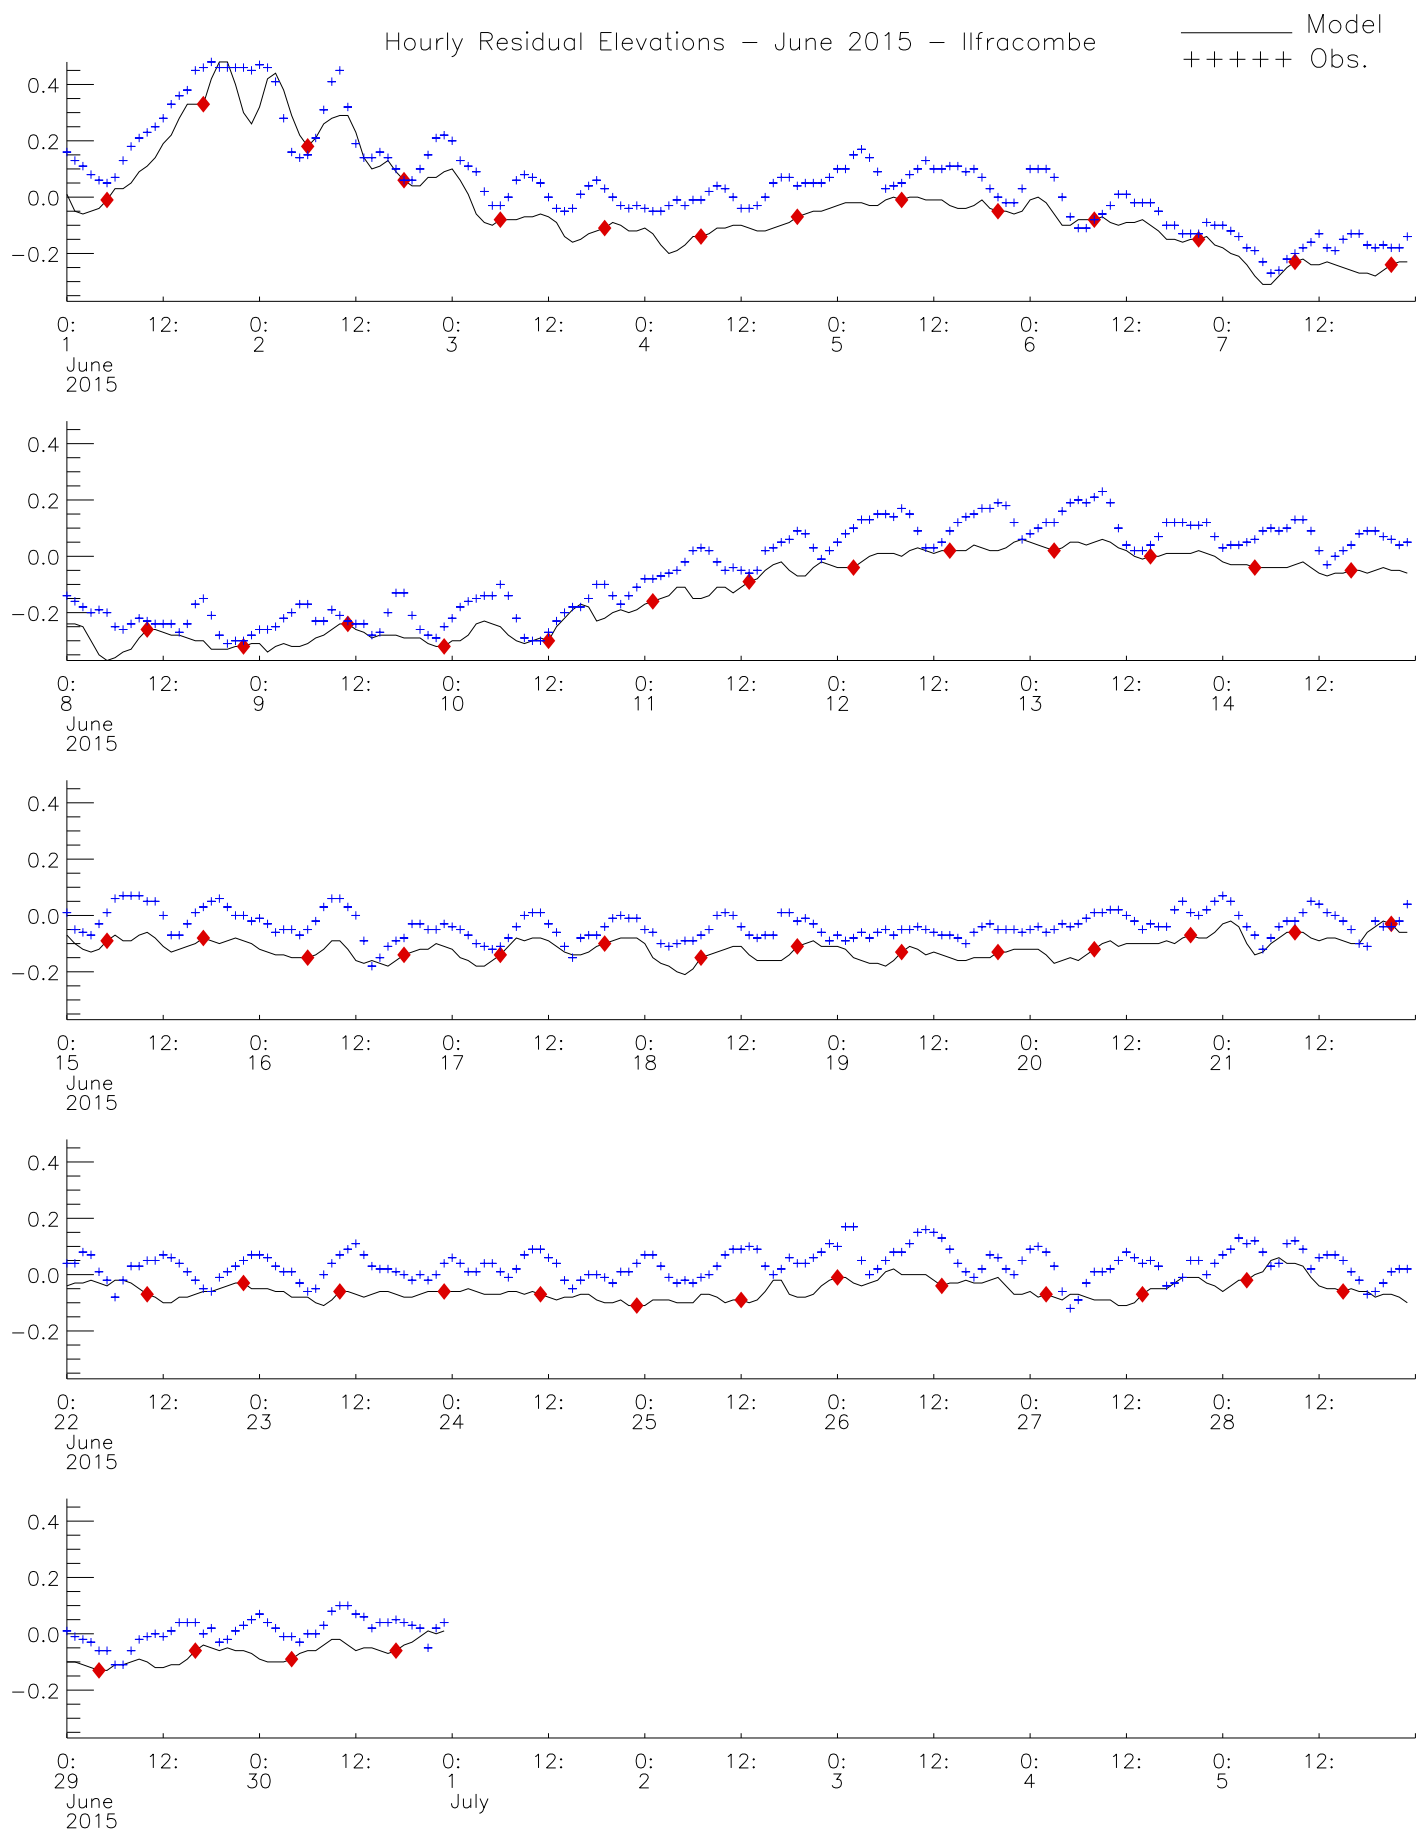 Hourly Residual Elevations – June 2015 – Ilfracombe
Model
+++++ Obs.
0.4
0.2
0.0
−0.2
0: 12: 0: 12: 0: 12: 0: 12: 0: 12: 0: 12: 0: 12:
1 2 3 4 5 6 7
June
2015
0.4
0.2
0.0
−0.2
0: 12: 0: 12: 0: 12: 0: 12: 0: 12: 0: 12: 0: 12:
8 9 10 11 12 13 14
June
2015
0.4
0.2
0.0
−0.2
0: 12: 0: 12: 0: 12: 0: 12: 0: 12: 0: 12: 0: 12:
15 16 17 18 19 20 21
June
2015
0.4
0.2
0.0
−0.2
0: 12: 0: 12: 0: 12: 0: 12: 0: 12: 0: 12: 0: 12:
22 23 24 25 26 27 28
June
2015
0.4
0.2
0.0
−0.2
0: 12: 0: 12: 0: 12: 0: 12: 0: 12: 0: 12: 0: 12:
29 30 1 2 3 4 5
June July
2015